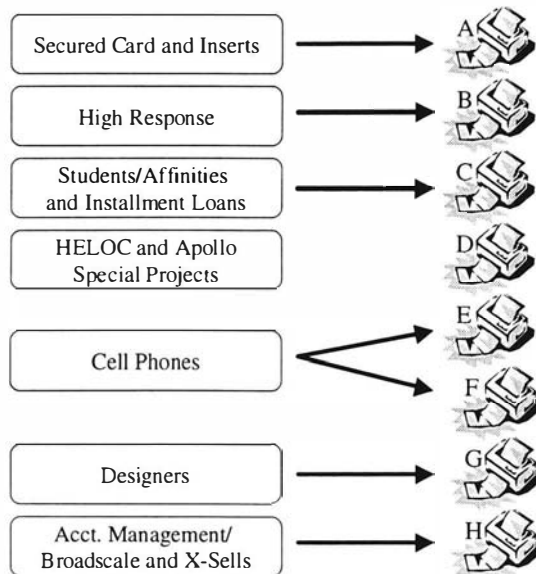 Secured Card and Inserts
A
High Response
B
Students/Affinities
and Installment Loans
C
HELOC and Apollo
Special Projects
D
Cell Phones
E
F
Designers
G
Acct. Management/
Broadscale and X-Sells
H